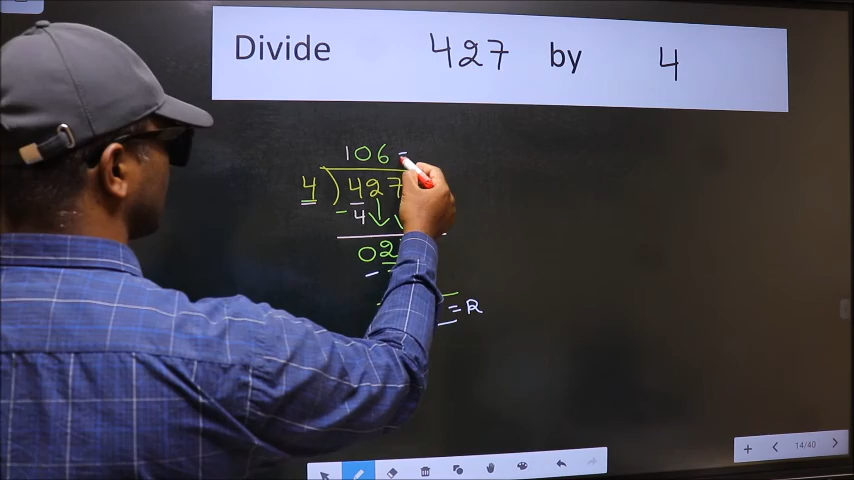 Divide 427 by 4
106 =
4 ) 427
- 4
02
= R
14/40